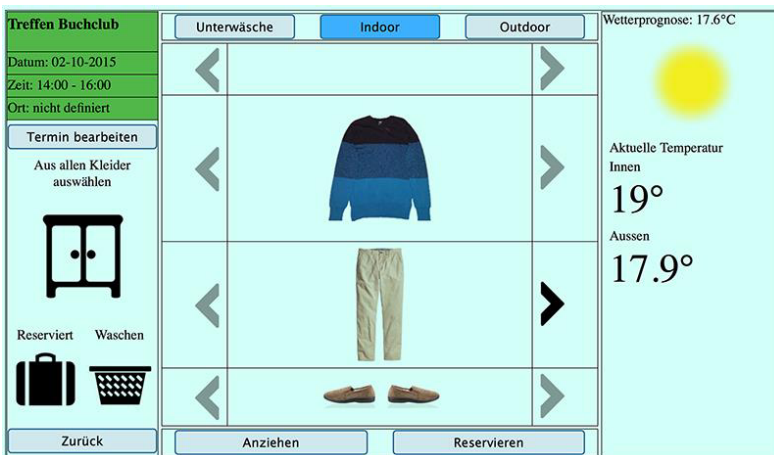 Treffen Buchclub
Datum: 02-10-2015
Zeit: 14:00 - 16:00
Ort: nicht definiert
Termin bearbeiten
Aus allen Kleider
auswählen
Reserviert Waschen
Zurück
Unterwäsche Indoor Outdoor
Anziehen Reservieren
Wetterprognose: 17.6°C
Aktuelle Temperatur
Innen
19°
Aussen
17.9°